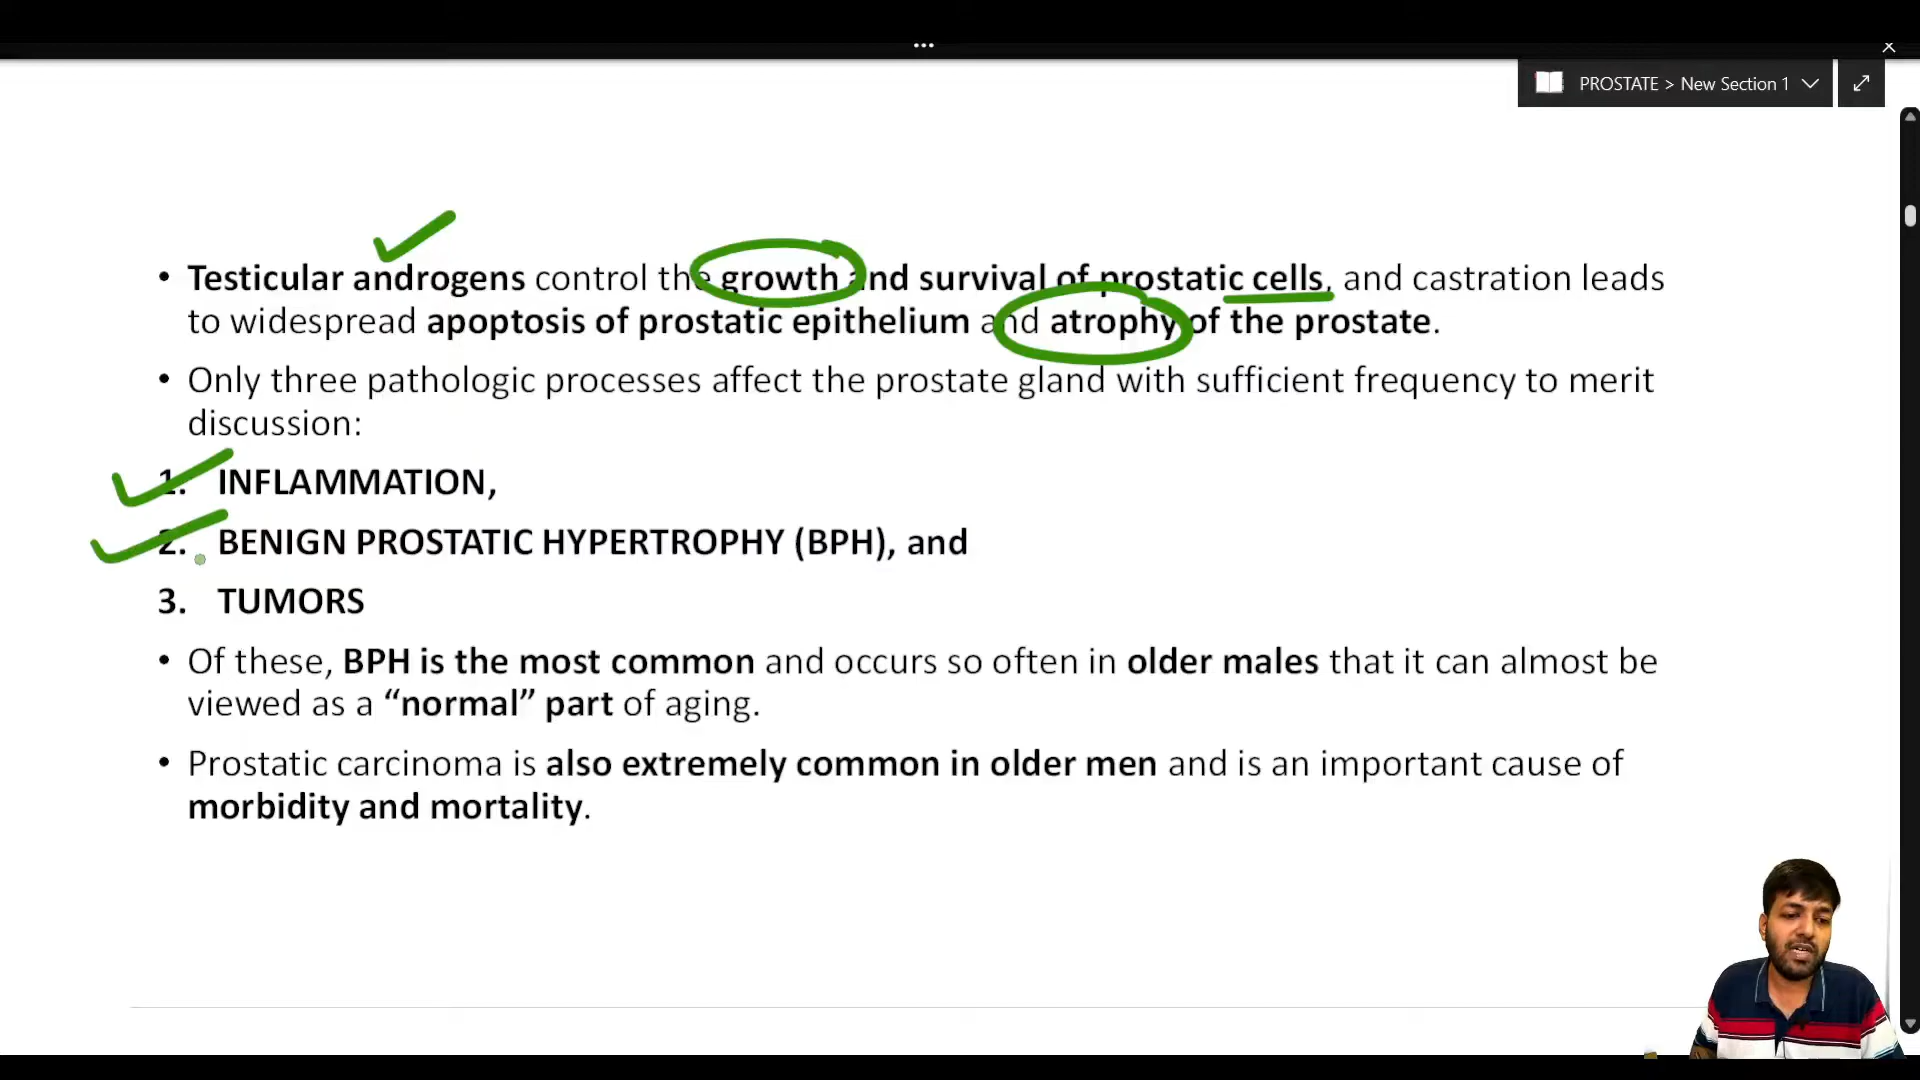 PROSTATE > New Section 1
• Testicular androgens control the growth and survival of prostatic cells, and castration leads
to widespread apoptosis of prostatic epithelium and atrophy of the prostate.
• Only three pathologic processes affect the prostate gland with sufficient frequency to merit
discussion:
1. INFLAMMATION,
2. BENIGN PROSTATIC HYPERTROPHY (BPH), and
3. TUMORS
• Of these, BPH is the most common and occurs so often in older males that it can almost be
viewed as a “normal” part of aging.
• Prostatic carcinoma is also extremely common in older men and is an important cause of
morbidity and mortality.